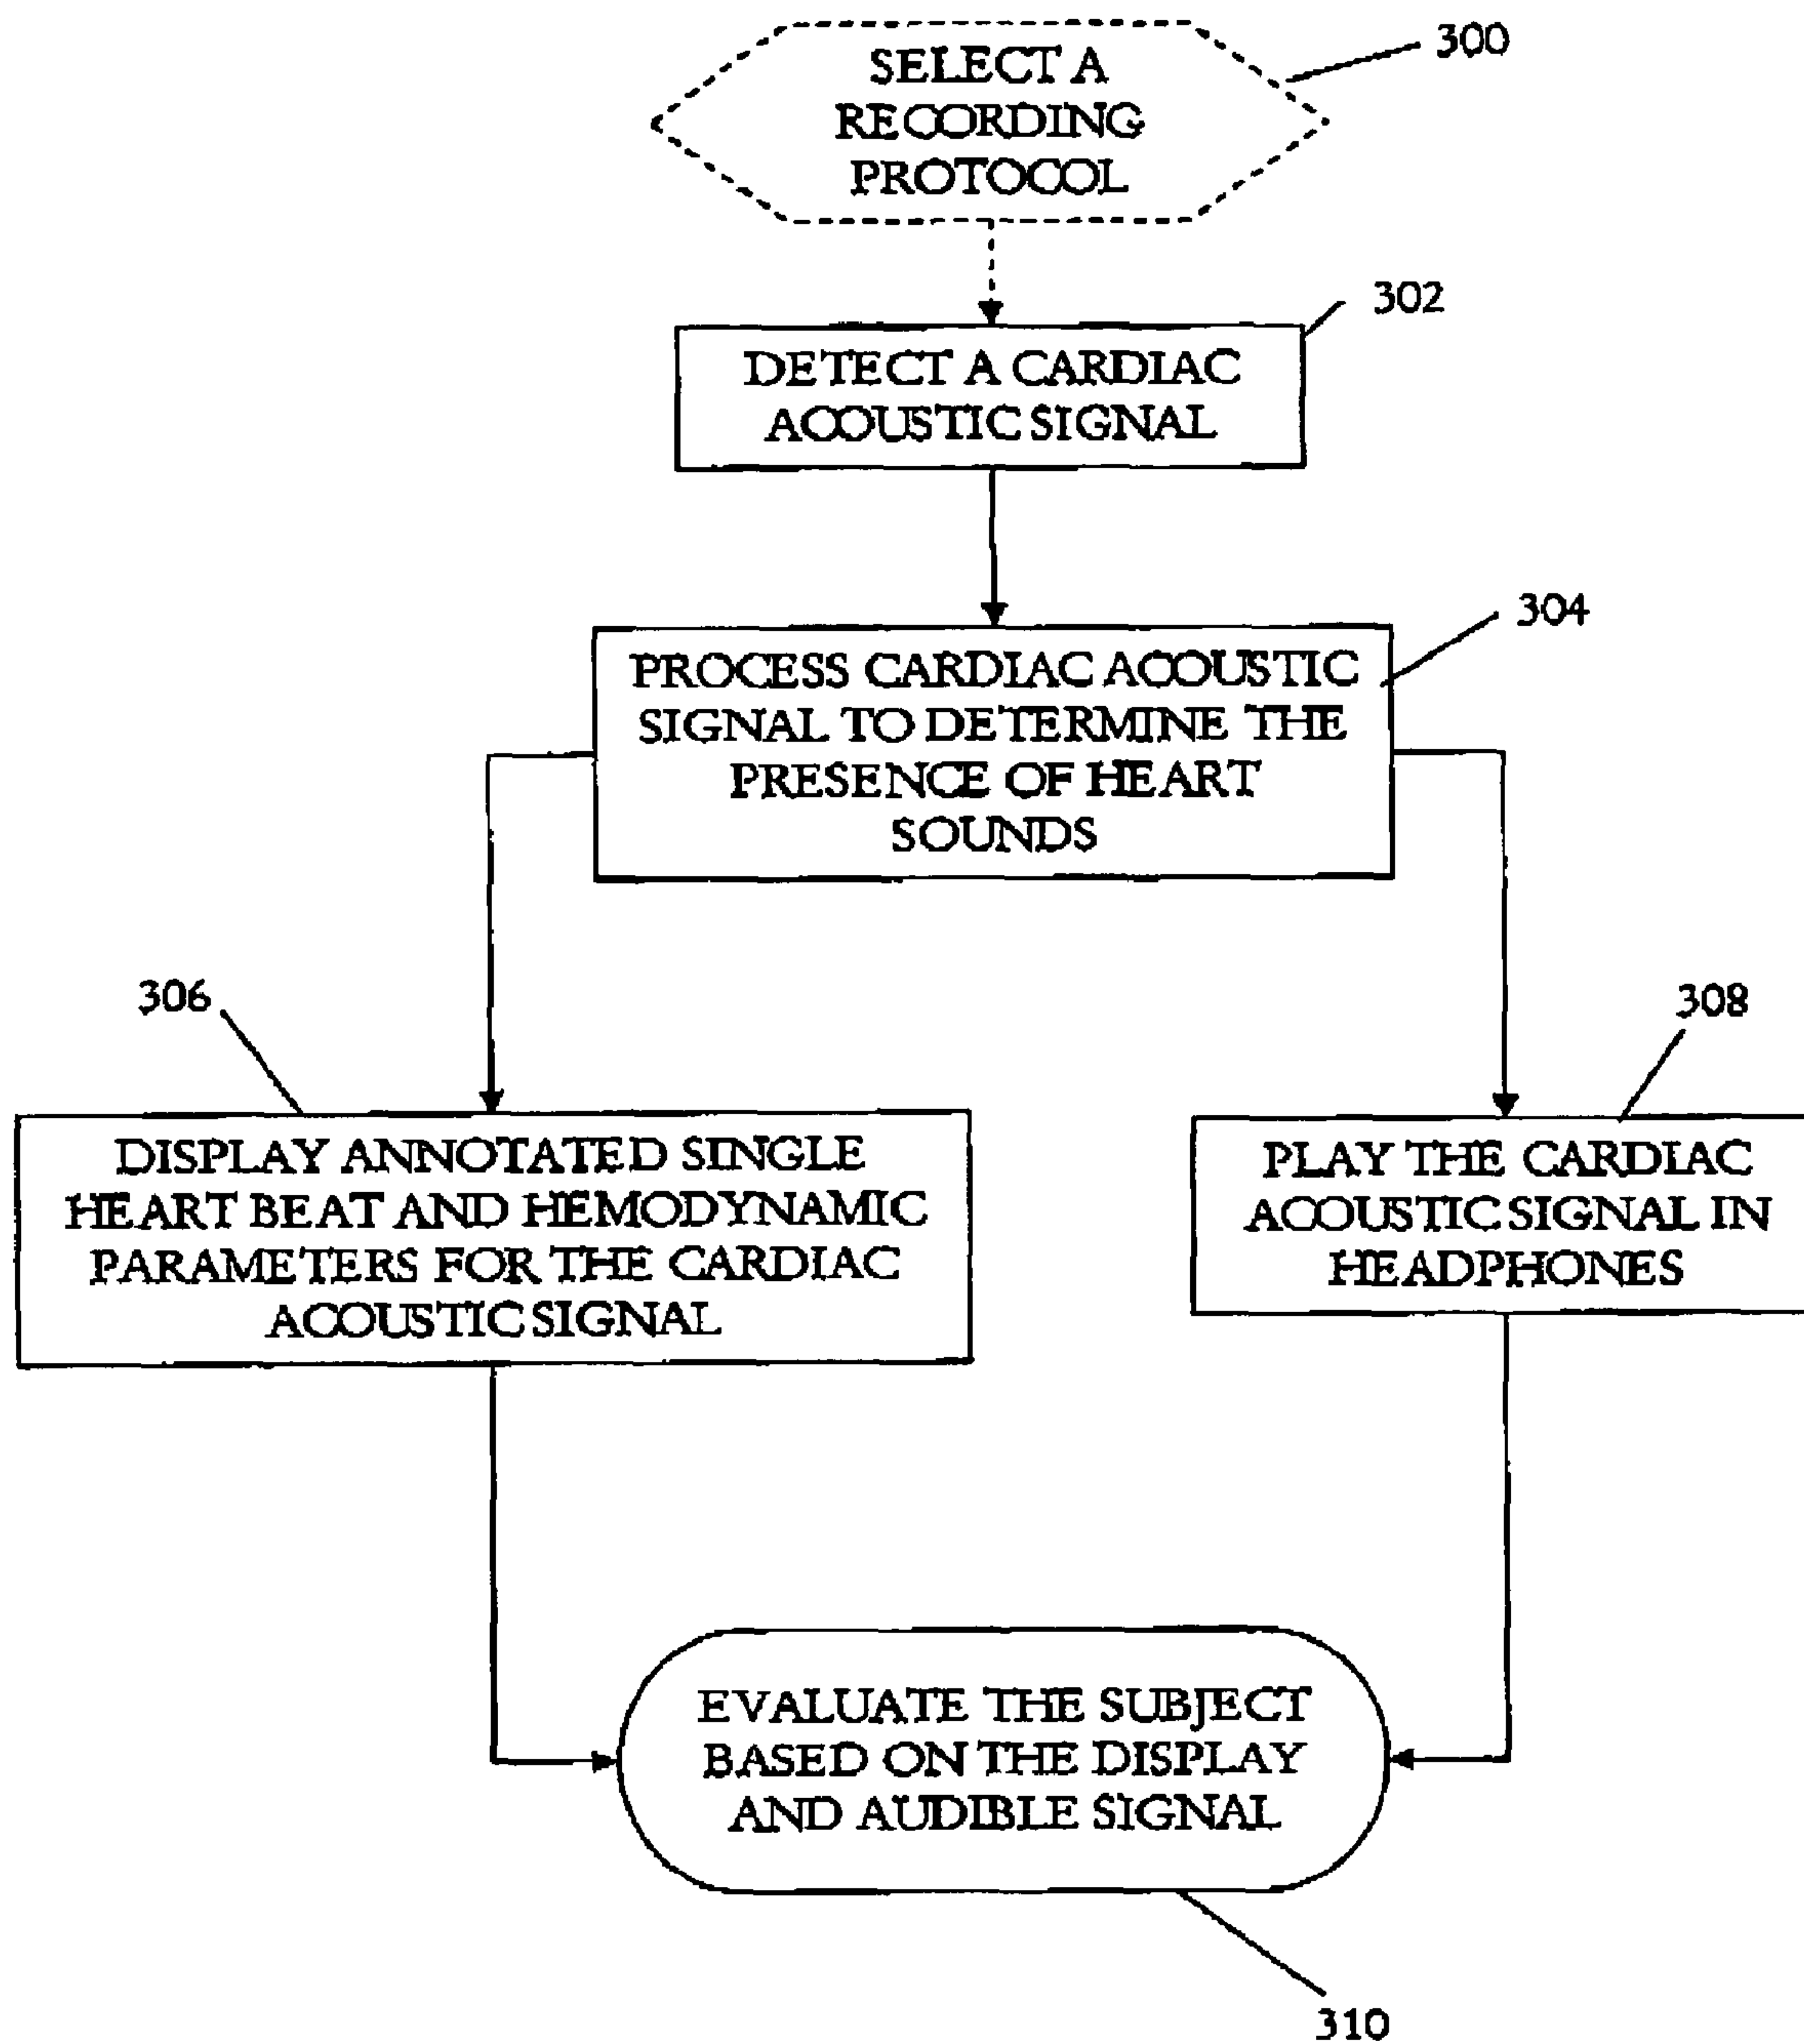 300
SELECT A
RECORDING
PROTOCOL
302
DETECT A CARDIAC
ACOUSTIC SIGNAL
304
PROCESS CARDIAC ACOUSTIC
SIGNAL TO DETERMINE THE
PRESENCE OF HEART
SOUNDS
306
DISPLAY ANNOTATED SINGLE
HEART BEAT AND HEMODYNAMIC
PARAMETERS FOR THE CARDIAC
ACOUSTIC SIGNAL
308
PLAY THE CARDIAC
ACOUSTIC SIGNAL IN
HEADPHONES
EVALUATE THE SUBJECT
BASED ON THE DISPLAY
AND AUDIBLE SIGNAL
310